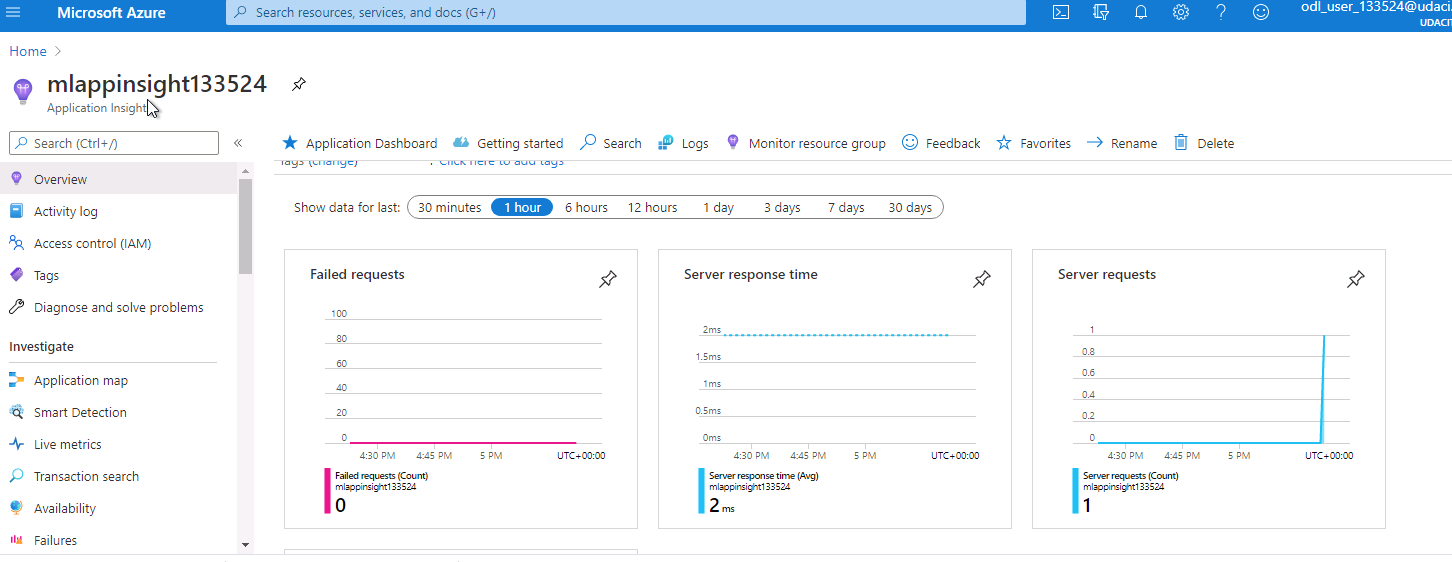 Microsoft Azure
Search resources, services, and docs (G+/)
odl_user_133524@udaci
UDACIT
Home
mlappinsight133524
Application Insight
Search (Ctrl+/)
«
Application Dashboard
Getting started
Search
Logs
Monitor resource group
Feedback
Favorites
Rename
Delete
Tags (change) : Click here to add tags
Overview
Activity log
Access control (IAM)
Tags
Diagnose and solve problems
Investigate
Application map
Smart Detection
Live metrics
Transaction search
Availability
Failures
Show data for last: 30 minutes 1 hour 6 hours 12 hours 1 day 3 days 7 days 30 days
Failed requests
100
80
60
40
20
0
4:30 PM 4:45 PM 5 PM UTC+00:00
Failed requests (Count)
mlappinsight133524
0
Server response time
2ms
1.5ms
1ms
0.5ms
0ms
4:30 PM 4:45 PM 5 PM UTC+00:00
Server response time (Avg)
mlappinsight133524
2 ms
Server requests
1
0.8
0.6
0.4
0.2
0
4:30 PM 4:45 PM 5 PM UTC+00:00
Server requests (Count)
mlappinsight133524
1